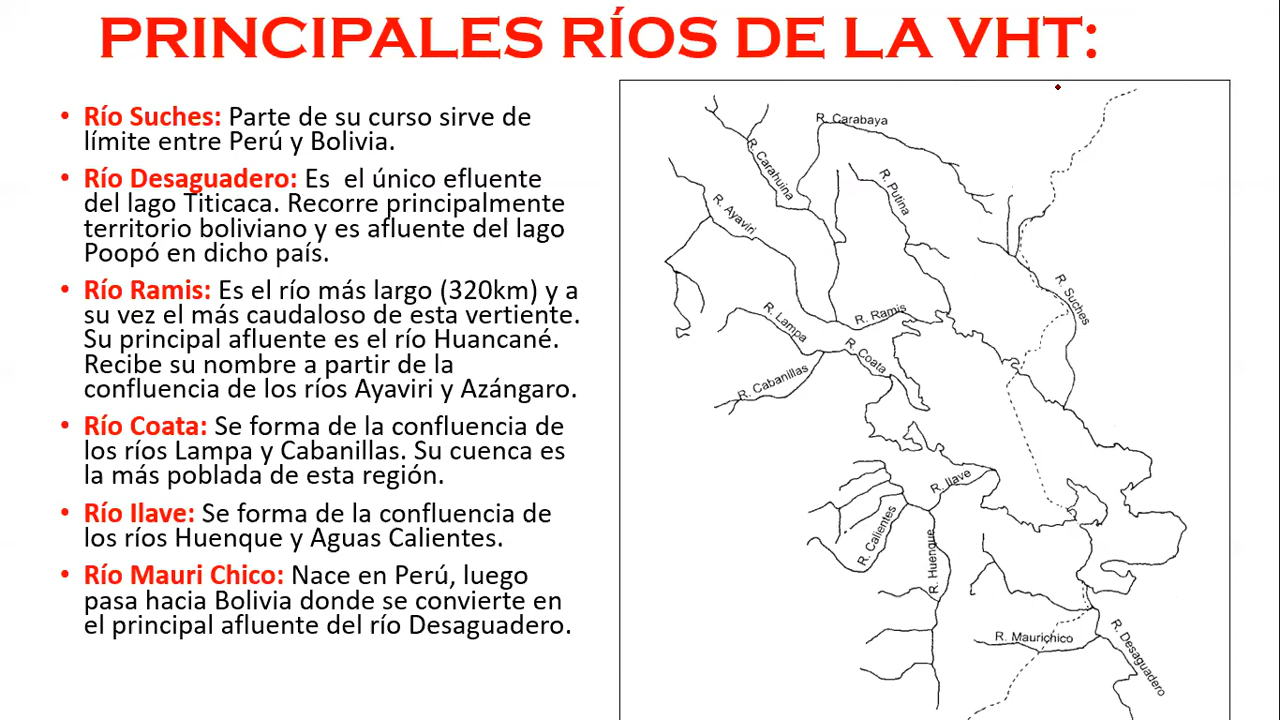 PRINCIPALES RÍOS DE LA VHT:
• Río Suches: Parte de su curso sirve de
límite entre Perú y Bolivia.
• Río Desaguadero: Es el único efluente
del lago Titicaca. Recorre principalmente
territorio boliviano y es afluente del lago
Poopó en dicho país.
• Río Ramis: Es el río más largo (320km) y a
su vez el más caudaloso de esta vertiente.
Su principal afluente es el río Huancané.
Recibe su nombre a partir de la
confluencia de los ríos Ayaviri y Azángaro.
• Río Coata: Se forma de la confluencia de
los ríos Lampa y Cabanillas. Su cuenca es
la más poblada de esta región.
• Río Ilave: Se forma de la confluencia de
los ríos Huenque y Aguas Calientes.
• Río Mauri Chico: Nace en Perú, luego
pasa hacia Bolivia donde se convierte en
el principal afluente del río Desaguadero.
R. Carabaya
R. Carahuina
R. Putina
R. Ayaviri
R. Suches
R. Ramis
R. Lampa
R. Coata
R. Cabanillas
R. Ilave
R. Calientes
R. Huenque
R. Maurichico
R. Desaguadero